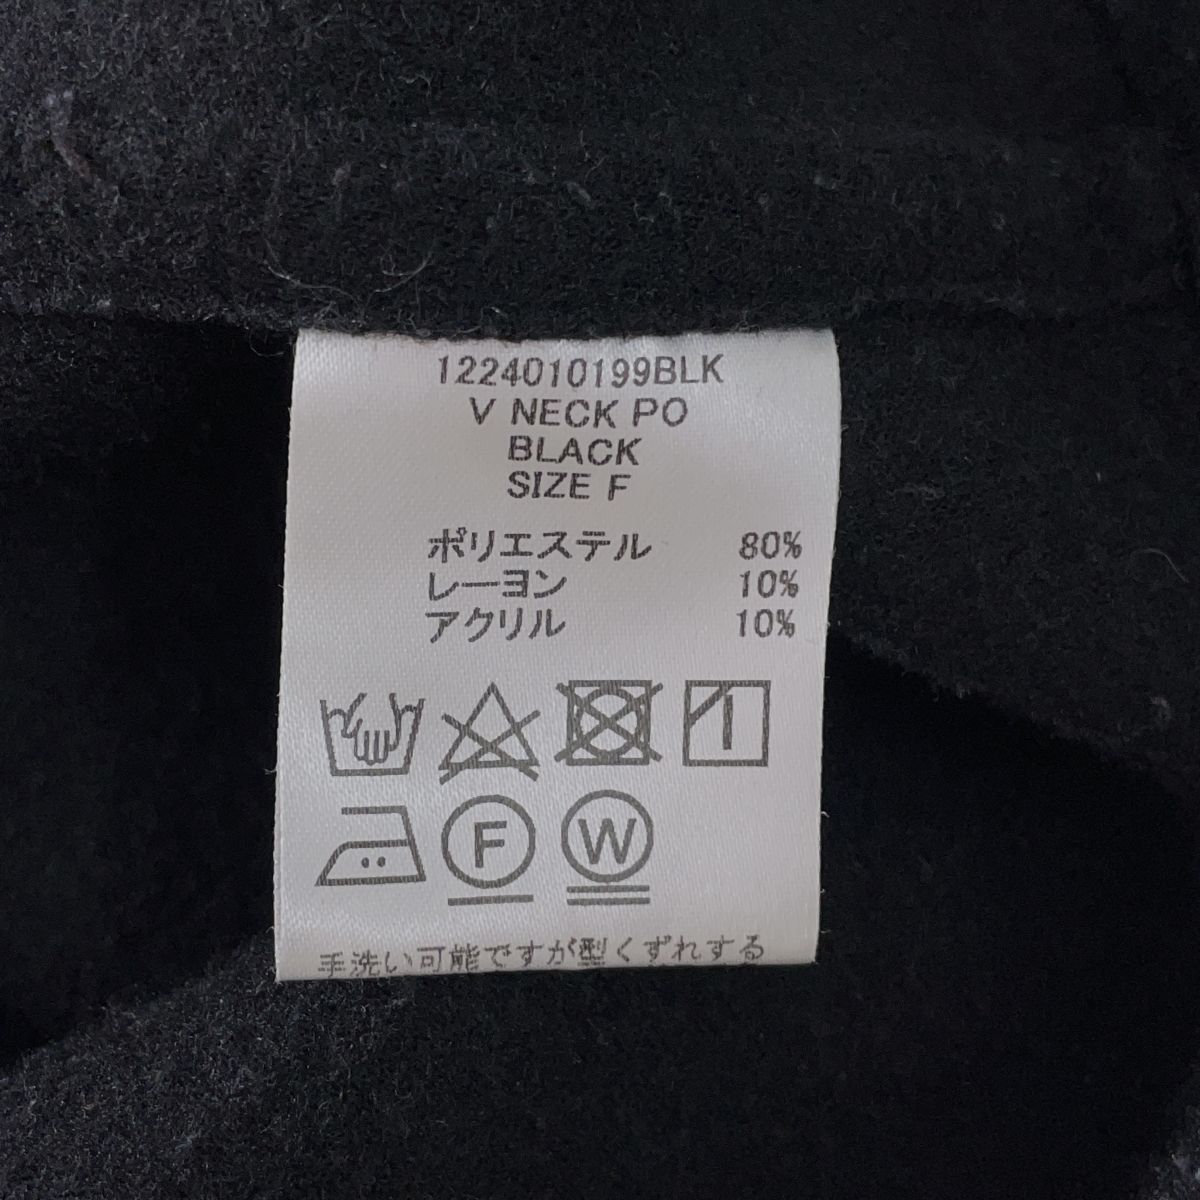 1224010199BLK
V NECK PO
BLACK
SIZE F
ポリエステル 80%
レーヨン 10%
アクリル 10%
F W
手洗い可能ですが型くずれする